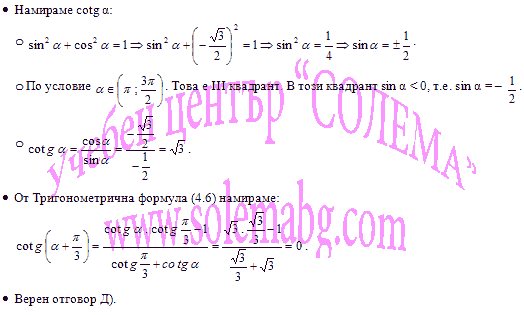 • Намираме cotg α:
○ sin² α + cos² α = 1 ⇒ sin² α + (−√3/2)² = 1 ⇒ sin² α = 1/4 ⇒ sin α = ± 1/2.
○ По условие α ∈ (π ; 3π/2). Това е III квадрант. В този квадрант sin α < 0, т.е. sin α = − 1/2.
○ cotg α = cos α / sin α = (−√3/2) / (−1/2) = √3.
• От Тригонометрична формула (4.6) намираме:
cotg(α + π/3) = (cotg α . cotg π/3 − 1) / (cotg π/3 + cotg α) = (√3 . √3/3 − 1) / (√3/3 + √3) = 0.
• Верен отговор Д).
учебен център "СОЛЕМА"
www.solemabg.com